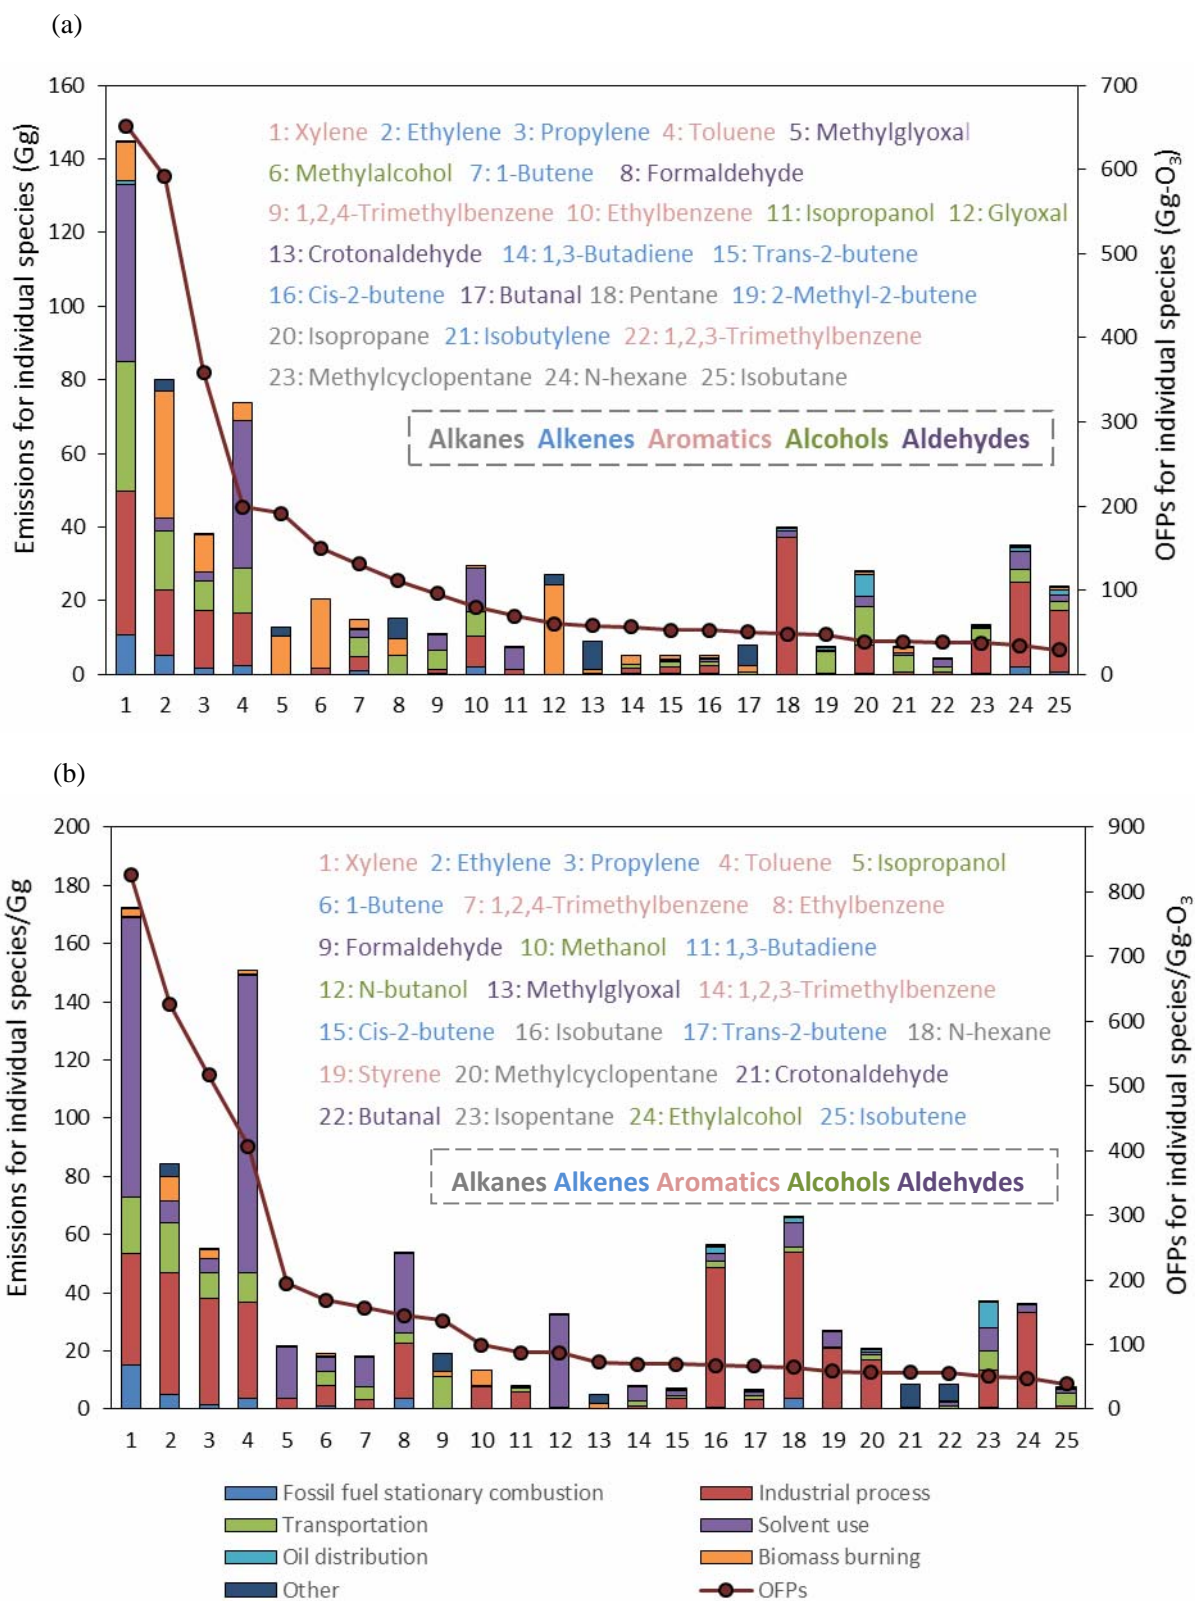 (a)
Emissions for individual species (Gg)
OFPs for individual species (Gg-O3)
160
140
120
100
80
60
40
20
0
700
600
500
400
300
200
100
0
1: Xylene 2: Ethylene 3: Propylene 4: Toluene 5: Methylglyoxal
6: Methylalcohol 7: 1-Butene 8: Formaldehyde
9: 1,2,4-Trimethylbenzene 10: Ethylbenzene 11: Isopropanol 12: Glyoxal
13: Crotonaldehyde 14: 1,3-Butadiene 15: Trans-2-butene
16: Cis-2-butene 17: Butanal 18: Pentane 19: 2-Methyl-2-butene
20: Isopropane 21: Isobutylene 22: 1,2,3-Trimethylbenzene
23: Methylcyclopentane 24: N-hexane 25: Isobutane
Alkanes Alkenes Aromatics Alcohols Aldehydes
1 2 3 4 5 6 7 8 9 10 11 12 13 14 15 16 17 18 19 20 21 22 23 24 25
(b)
Emissions for individual species/Gg
OFPs for individual species/Gg-O3
200
180
160
140
120
100
80
60
40
20
0
900
800
700
600
500
400
300
200
100
0
1: Xylene 2: Ethylene 3: Propylene 4: Toluene 5: Isopropanol
6: 1-Butene 7: 1,2,4-Trimethylbenzene 8: Ethylbenzene
9: Formaldehyde 10: Methanol 11: 1,3-Butadiene
12: N-butanol 13: Methylglyoxal 14: 1,2,3-Trimethylbenzene
15: Cis-2-butene 16: Isobutane 17: Trans-2-butene 18: N-hexane
19: Styrene 20: Methylcyclopentane 21: Crotonaldehyde
22: Butanal 23: Isopentane 24: Ethylalcohol 25: Isobutene
Alkanes Alkenes Aromatics Alcohols Aldehydes
1 2 3 4 5 6 7 8 9 10 11 12 13 14 15 16 17 18 19 20 21 22 23 24 25
Fossil fuel stationary combustion Industrial process
Transportation Solvent use
Oil distribution Biomass burning
Other OFPs